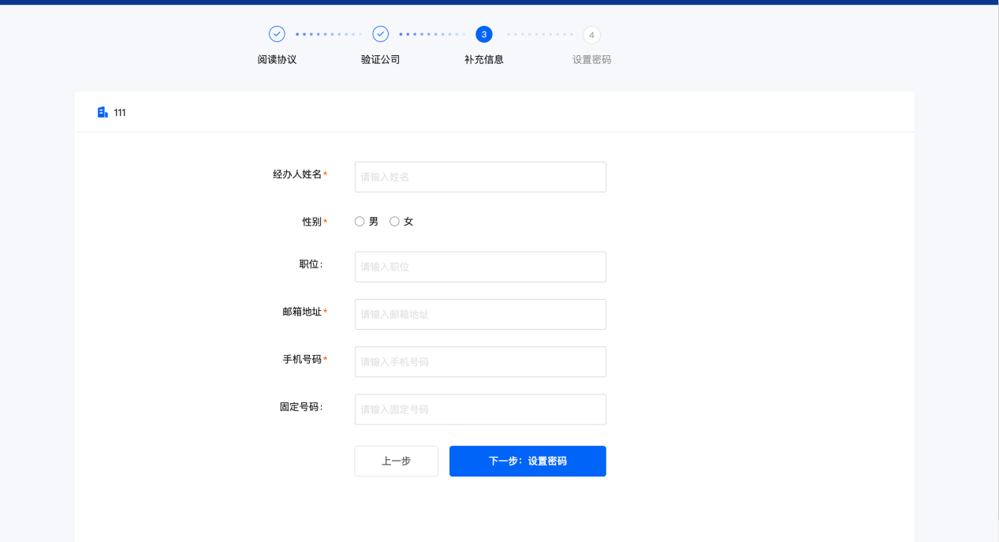 3 4
阅读协议 验证公司 补充信息 设置密码
111
经办人姓名* 请输入姓名
性别* 男 女
职位: 请输入职位
邮箱地址* 请输入邮箱地址
手机号码* 请输入手机号码
固定号码: 请输入固定号码
上一步 下一步：设置密码